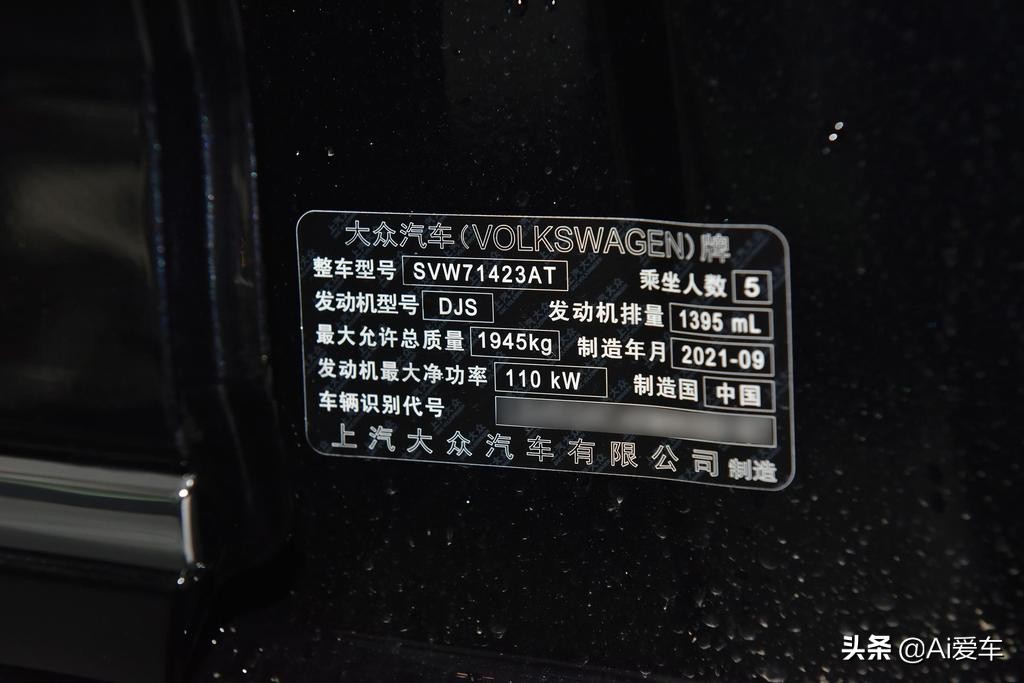 大众汽车(VOLKSWAGEN)牌
整车型号 SVW71423AT 乘坐人数 5
发动机型号 DJS 发动机排量 1395 mL
最大允许总质量 1945kg 制造年月 2021-09
发动机最大净功率 110 kW 制造国 中国
车辆识别代号
上汽大众汽车有限公司 制造
头条 @Ai爱车